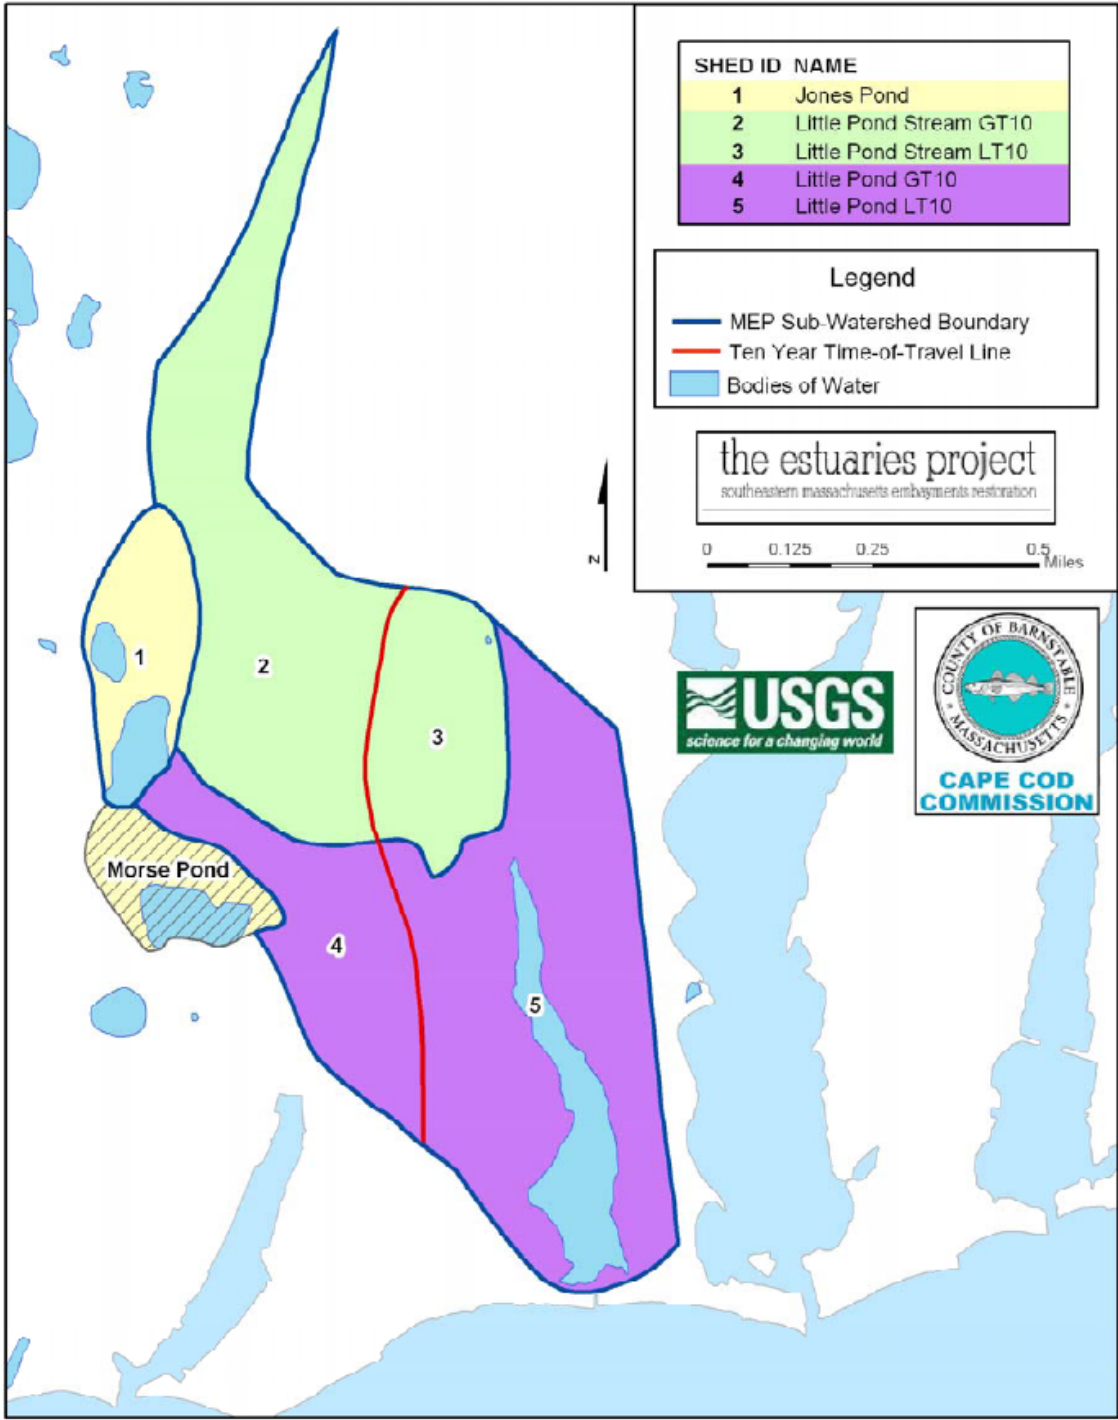 SHED ID NAME
1 Jones Pond
2 Little Pond Stream GT10
3 Little Pond Stream LT10
4 Little Pond GT10
5 Little Pond LT10
Legend
MEP Sub-Watershed Boundary
Ten Year Time-of-Travel Line
Bodies of Water
the estuaries project
southeastern massachusetts embayments restoration
N
0 0.125 0.25 0.5
Miles
COUNTY OF BARNSTABLE
MASSACHUSETTS
CAPE COD
COMMISSION
USGS
science for a changing world
1
2
3
Morse Pond
4
5